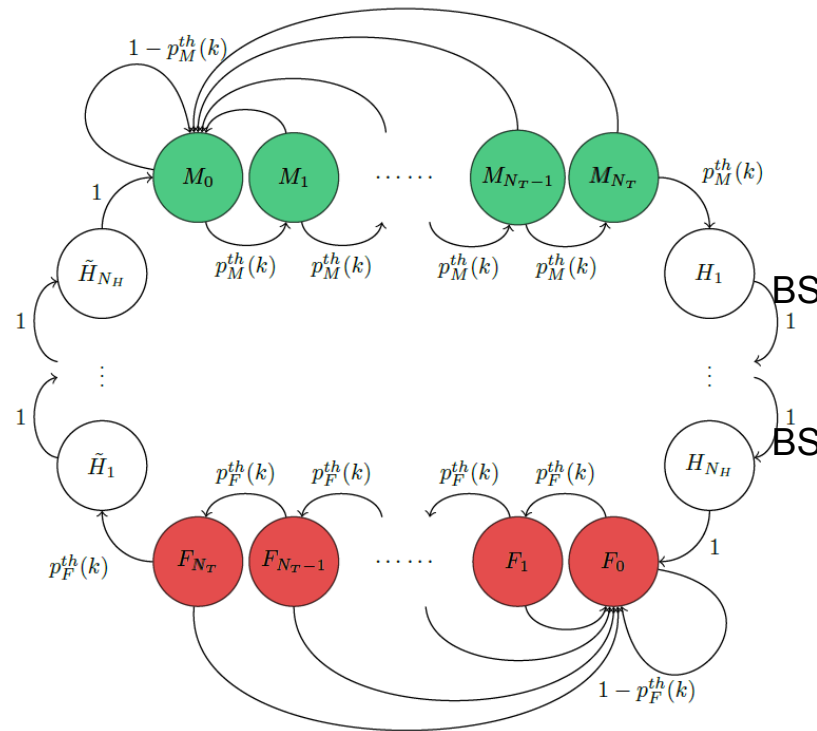 1 − p_M^{th}(k)
M_0 M_1 ⋯⋯ M_{N_T−1} M_{N_T}
p_M^{th}(k)
1
p_M^{th}(k) p_M^{th}(k) p_M^{th}(k) p_M^{th}(k)
H̃_{N_H} H_1 BS
1 1
⋮ ⋮
1 1
H̃_1 H_{N_H} BS
p_F^{th}(k) p_F^{th}(k) p_F^{th}(k) p_F^{th}(k)
1
F_{N_T} F_{N_T−1} ⋯⋯ F_1 F_0
p_F^{th}(k)
1 − p_F^{th}(k)